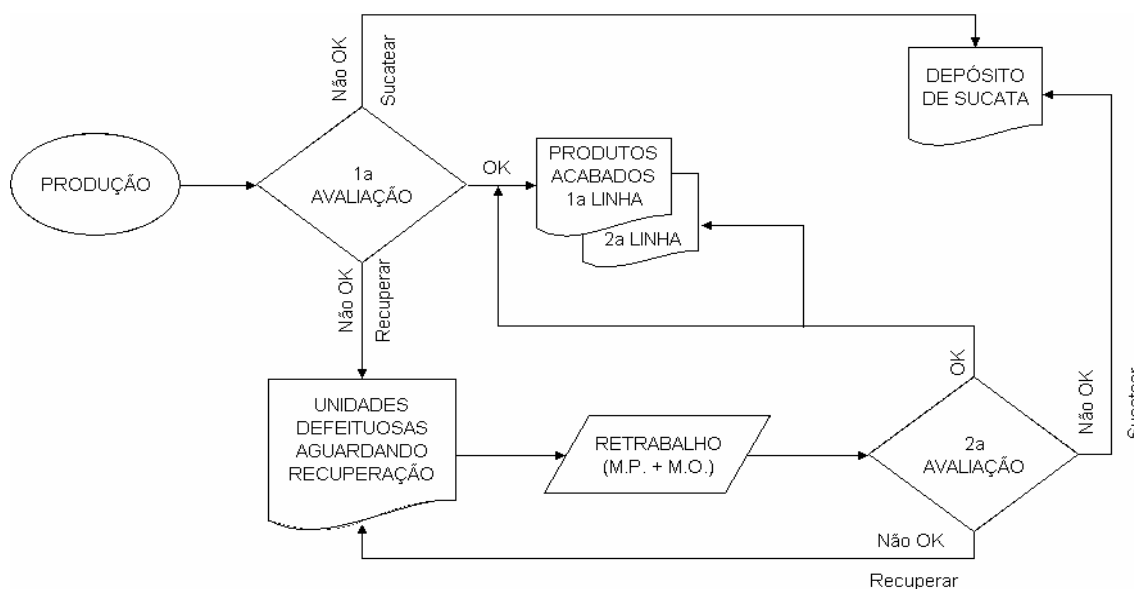 Não OK
Sucatear
DEPÓSITO
DE SUCATA
PRODUÇÃO
1a
AVALIAÇÃO
OK
PRODUTOS
ACABADOS
1a LINHA
2a LINHA
Não OK
Recuperar
UNIDADES
DEFEITUOSAS
AGUARDANDO
RECUPERAÇÃO
RETRABALHO
(M.P. + M.O.)
OK
2a
AVALIAÇÃO
Não OK
Sucatear
Não OK
Recuperar